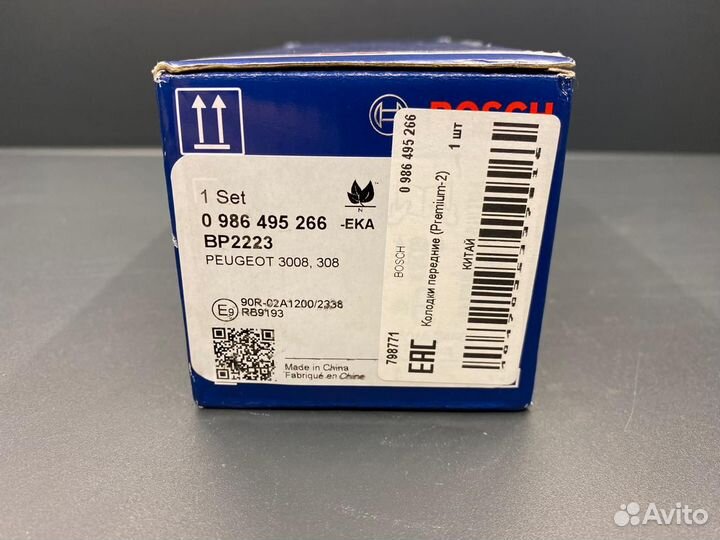 BOSCH
1 Set
0 986 495 266 -EKA
BP2223
PEUGEOT 3008, 308
E9
90R-02A1200/2338
RB9193
Made in China
Fabriqué en Chine
N
0 986 495 266
1 шт
BOSCH
Колодки передние (Premium-2)
КИТАЙ
798771
EAC
Avito